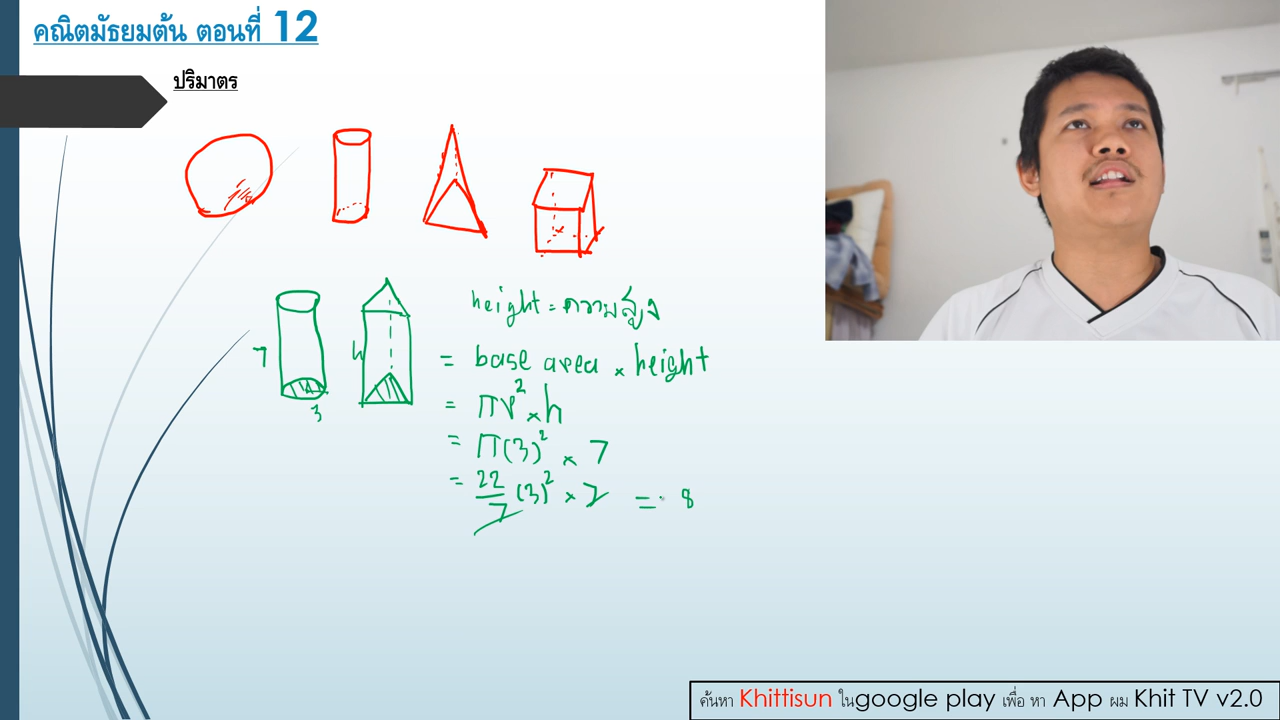 คณิตมัธยมต้น ตอนที่ 12
ปริมาตร
height = ความสูง
7
h
3
= base area × height
= πr² × h
= π(3)² × 7
= 22/7 (3)² × 7 = 8
ค้นหา Khittisun ในgoogle play เพื่อ หา App ผม Khit TV v2.0